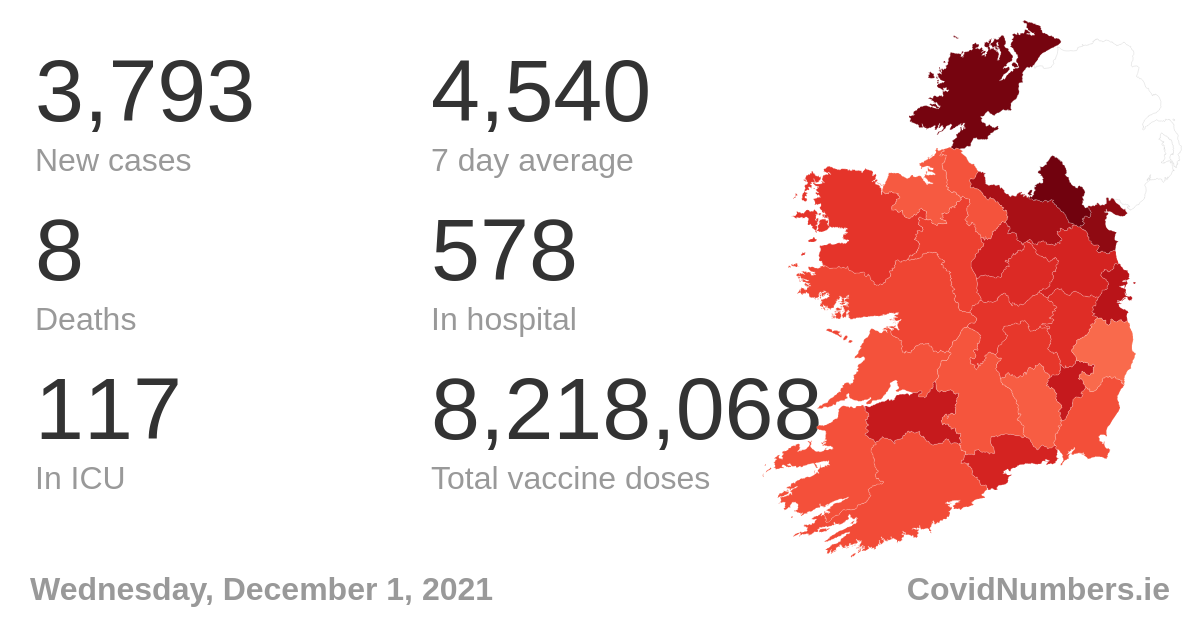 3,793
New cases
4,540
7 day average
8
Deaths
578
In hospital
117
In ICU
8,218,068
Total vaccine doses
Wednesday, December 1, 2021
CovidNumbers.ie